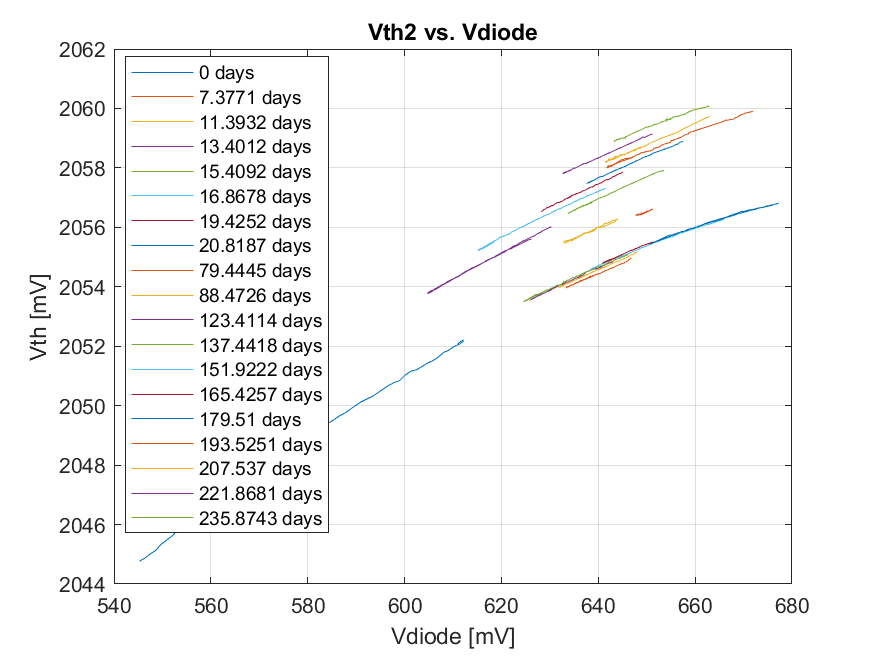 Vth2 vs. Vdiode
2062
2060
2058
2056
2054
2052
2050
2048
2046
2044
Vth [mV]
0 days
7.3771 days
11.3932 days
13.4012 days
15.4092 days
16.8678 days
19.4252 days
20.8187 days
79.4445 days
88.4726 days
123.4114 days
137.4418 days
151.9222 days
165.4257 days
179.51 days
193.5251 days
207.537 days
221.8681 days
235.8743 days
540 560 580 600 620 640 660 680
Vdiode [mV]